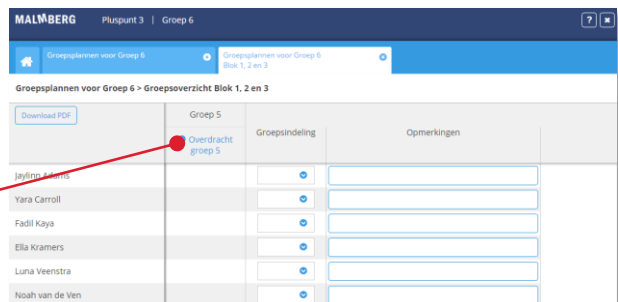 MALMBERG Pluspunt 3 | Groep 6 ?
Groepsplannen voor Groep 6 Groepsplannen voor Groep 6
Blok 1, 2 en 3
Groepsplannen voor Groep 6 > Groepsoverzicht Blok 1, 2 en 3
Download PDF Groep 5
Groepsindeling Opmerkingen
Overdracht
groep 5
Jaylinn Adams
Yara Carroll
Fadil Kaya
Ella Kramers
Luna Veenstra
Noah van de Ven